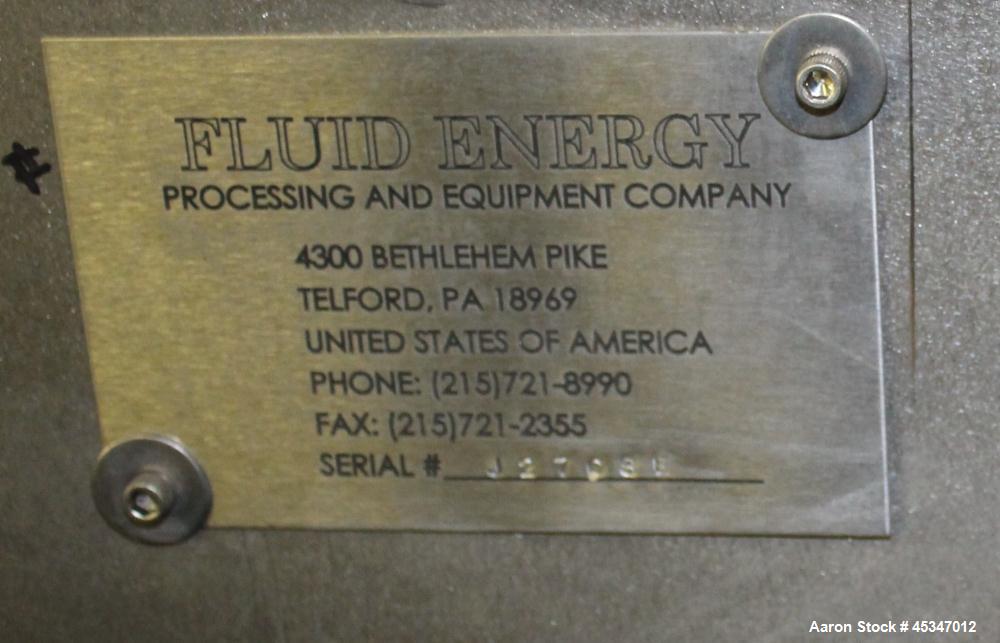 FLUID ENERGY
PROCESSING AND EQUIPMENT COMPANY
4300 BETHLEHEM PIKE
TELFORD, PA 18969
UNITED STATES OF AMERICA
PHONE: (215)721-8990
FAX: (215)721-2355
SERIAL #
Aaron Stock # 45347012